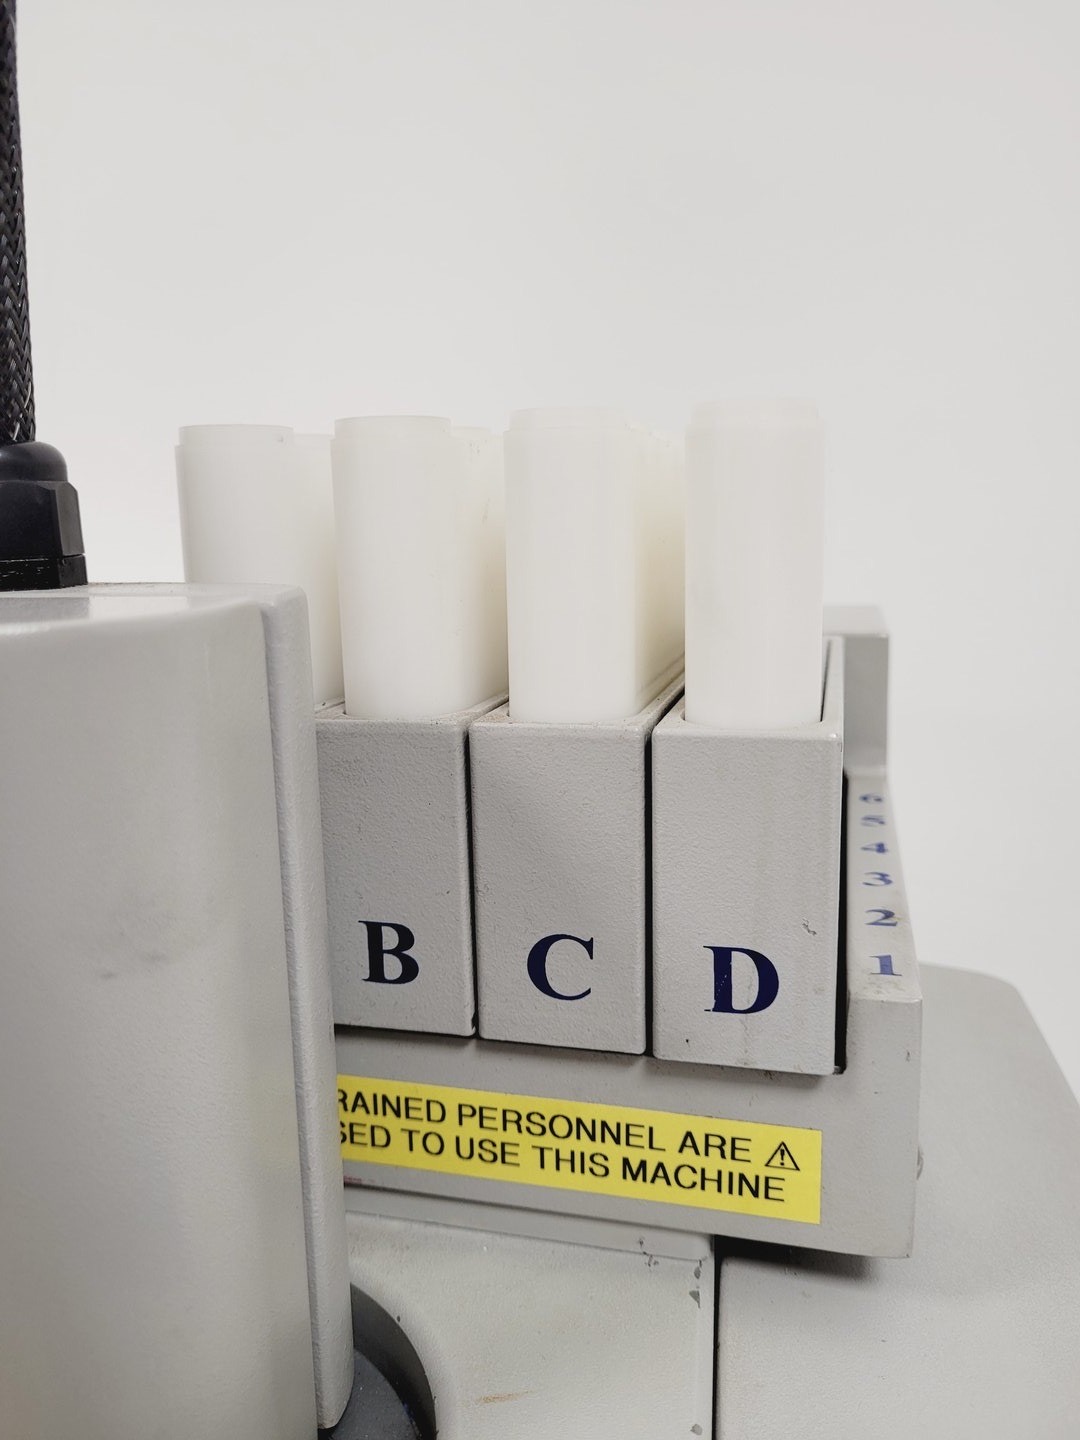 B C D
6
5
4
3
2
1
RAINED PERSONNEL ARE
SED TO USE THIS MACHINE